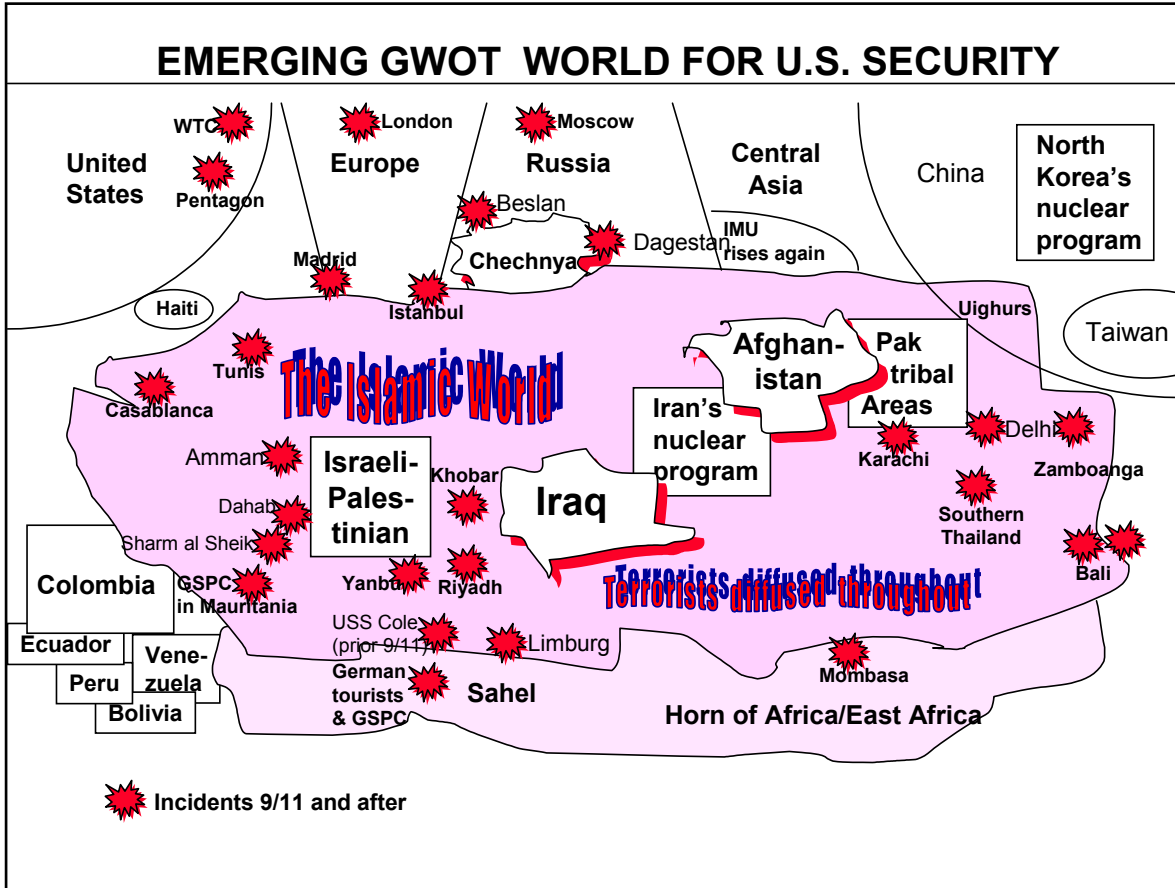 EMERGING GWOT WORLD FOR U.S. SECURITY
WTC
London
Moscow
United
States
Europe
Russia
Central
Asia
China
North
Korea's
nuclear
program
Pentagon
Beslan
Chechnya
Dagestan
IMU
rises again
Madrid
Istanbul
Haiti
Uighurs
Taiwan
Tunis
Casablanca
The Islamic World
Afghan-
istan
Pak
tribal
Areas
Iran's
nuclear
program
Karachi
Delhi
Zamboanga
Amman
Israeli-
Pales-
tinian
Khobar
Iraq
Dahab
Sharm al Sheik
Southern
Thailand
Bali
Colombia
GSPC
in Mauritania
Yanbu
Riyadh
Terrorists diffused throughout
USS Cole
(prior 9/11)
Limburg
Ecuador
Vene-
zuela
Peru
Bolivia
German
tourists
& GSPC
Sahel
Mombasa
Horn of Africa/East Africa
Incidents 9/11 and after